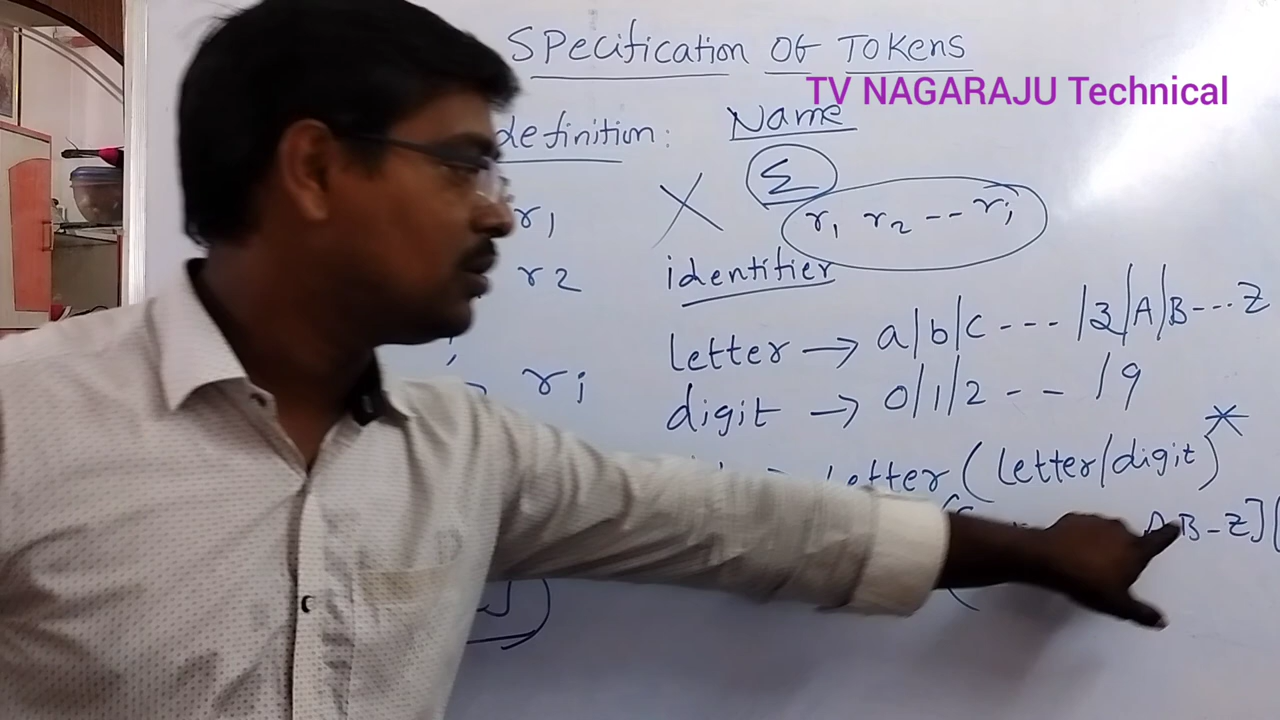 SPecification OF TOKens
TV NAGARAJU Technical
definition: Name
Σ
r1 r1 r2 -- ri
identifier
r2
letter → a|b|c --- |z|A|B---Z
ri
digit → 0|1|2 -- |9
letter (letter/digit)*
AB-Z]